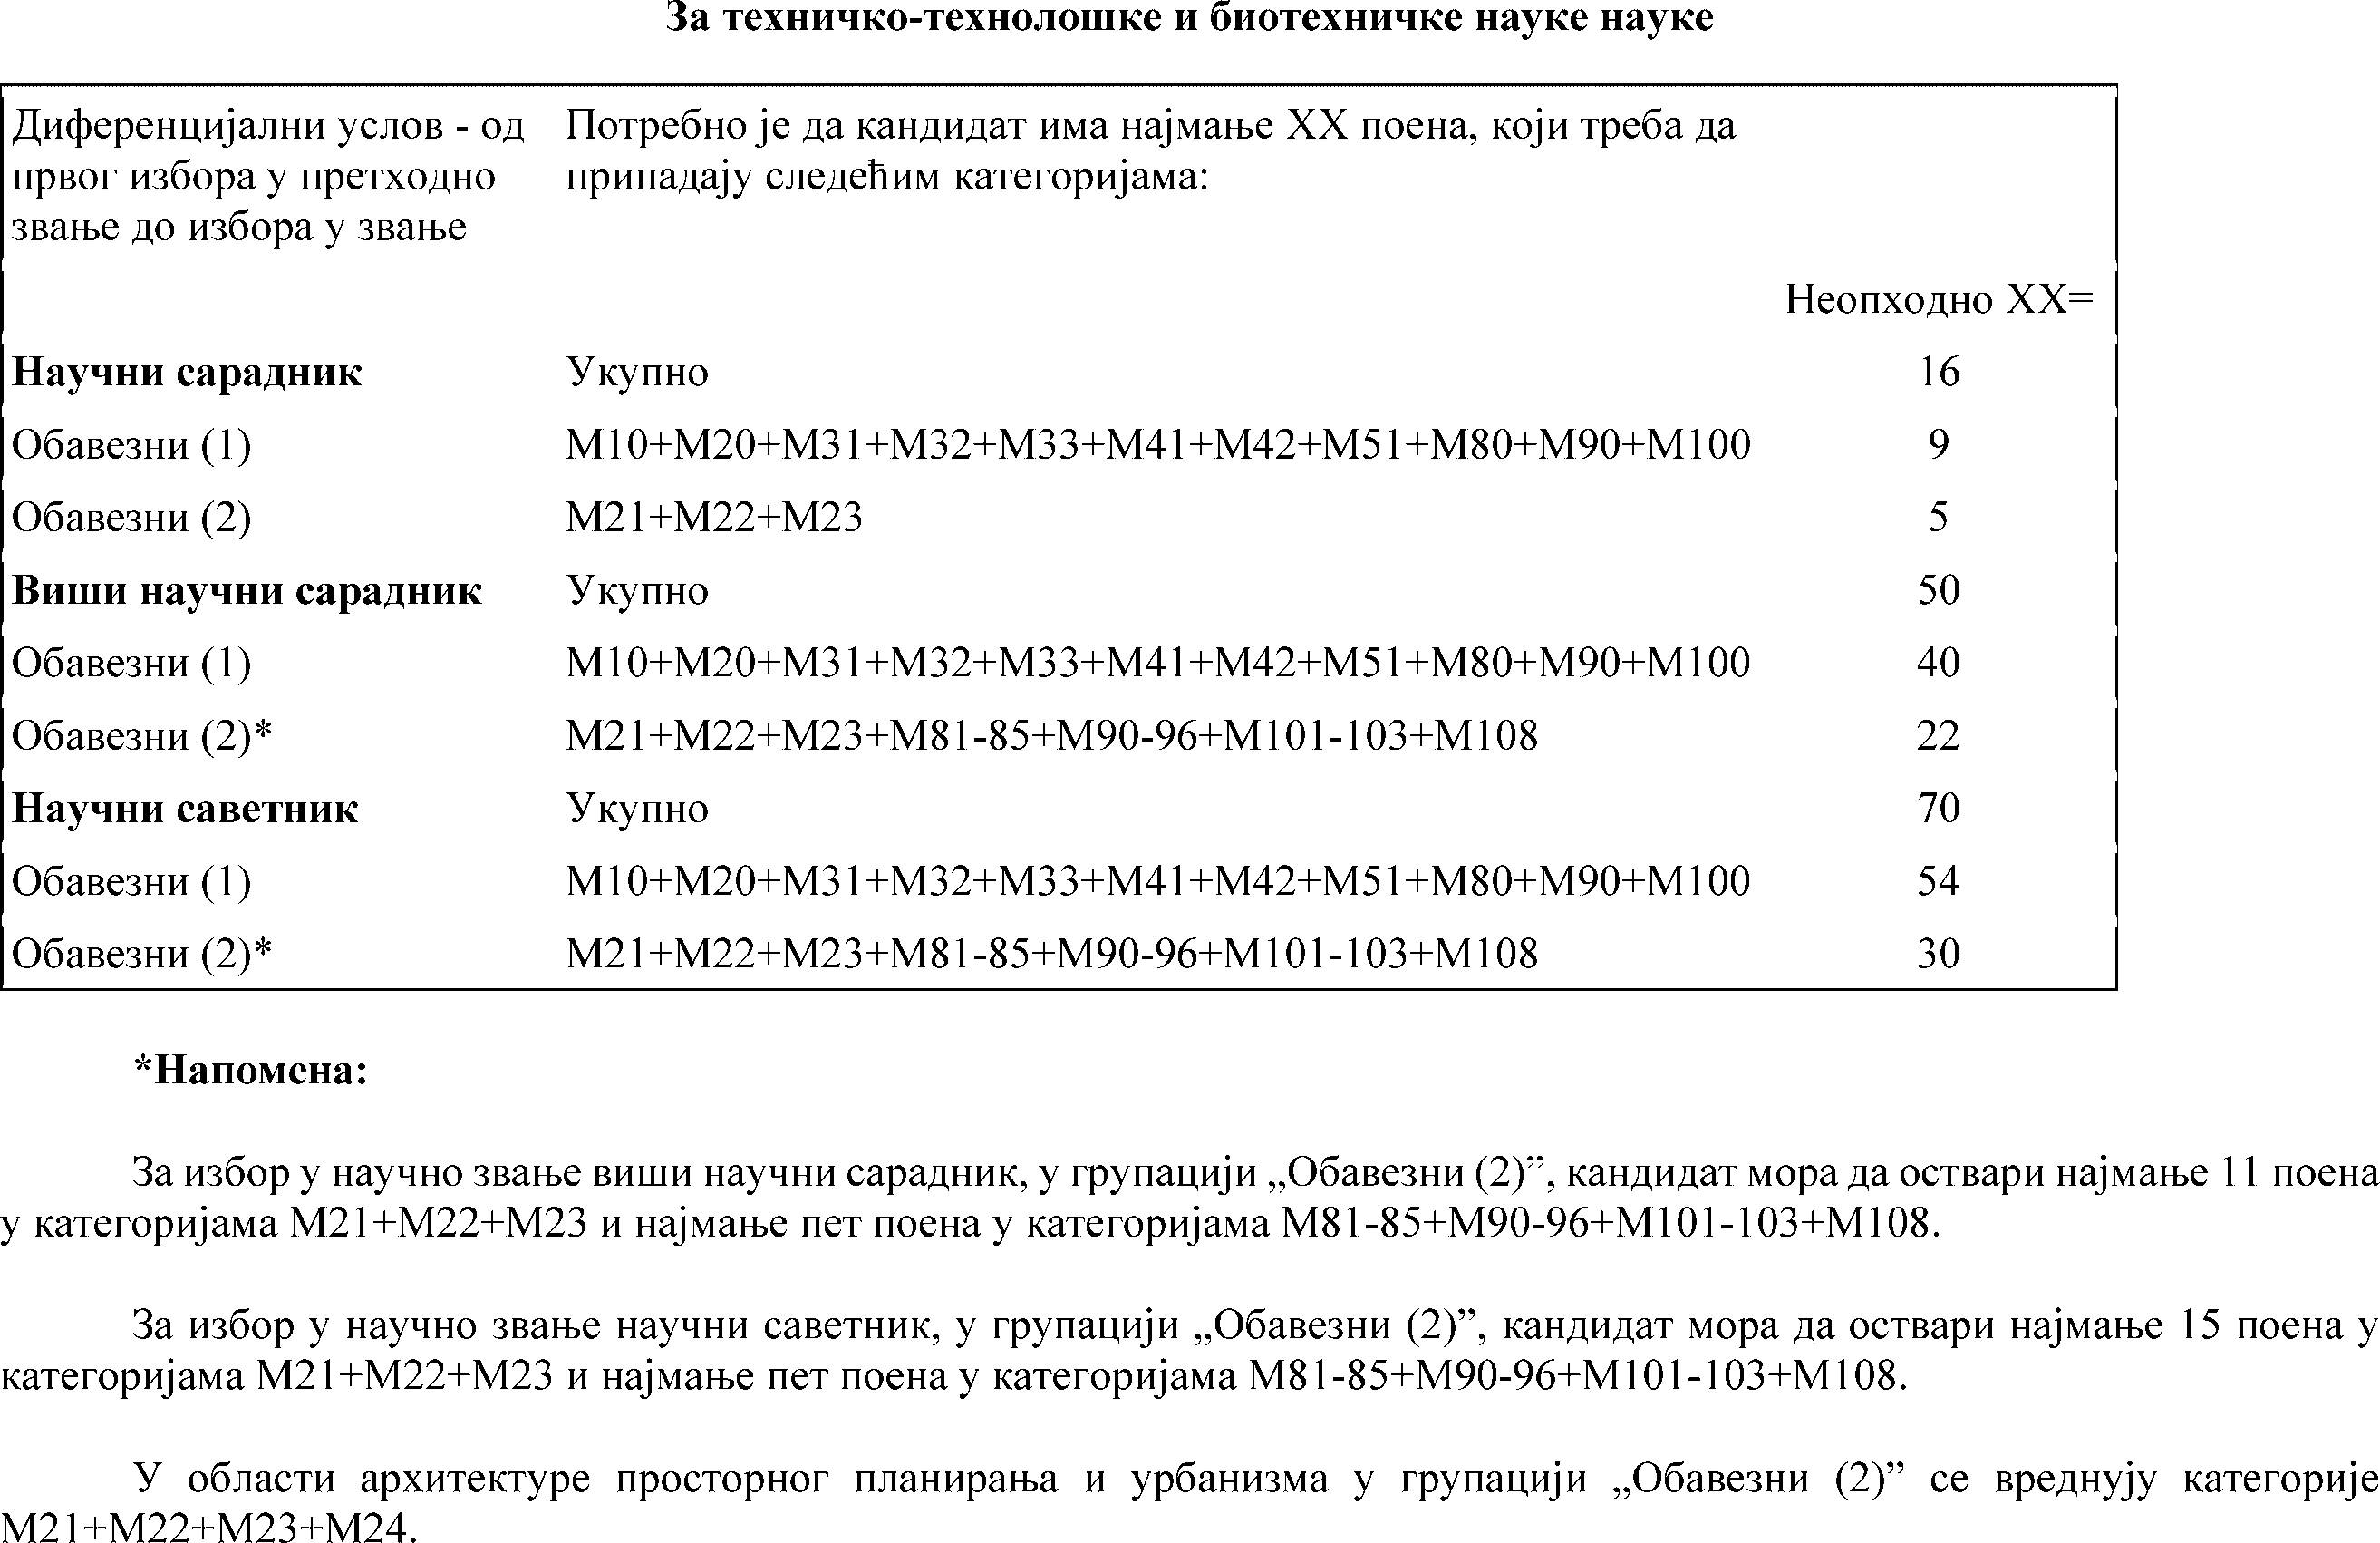 За техничко-технолошке и биотехничке науке науке
Диференцијални услов - од
првог избора у претходно
звање до избора у звање
Потребно је да кандидат има најмање XX поена, који треба да
припадају следећим категоријама:
Неопходно XX=
Научни сарадник Укупно 16
Обавезни (1) М10+М20+М31+М32+М33+М41+М42+М51+М80+М90+М100 9
Обавезни (2) М21+М22+М23 5
Виши научни сарадник Укупно 50
Обавезни (1) М10+М20+М31+М32+М33+М41+М42+М51+М80+М90+М100 40
Обавезни (2)* М21+М22+М23+М81-85+М90-96+М101-103+М108 22
Научни саветник Укупно 70
Обавезни (1) М10+М20+М31+М32+М33+М41+М42+М51+М80+М90+М100 54
Обавезни (2)* М21+М22+М23+М81-85+М90-96+М101-103+М108 30
*Напомена:
За избор у научно звање виши научни сарадник, у групацији „Обавезни (2)”, кандидат мора да оствари најмање 11 поена
у категоријама М21+М22+М23 и најмање пет поена у категоријама М81-85+М90-96+М101-103+М108.
За избор у научно звање научни саветник, у групацији „Обавезни (2)”, кандидат мора да оствари најмање 15 поена у
категоријама М21+М22+М23 и најмање пет поена у категоријама М81-85+М90-96+М101-103+М108.
У области архитектуре просторног планирања и урбанизма у групацији „Обавезни (2)” се вреднују категорије
М21+М22+М23+М24.